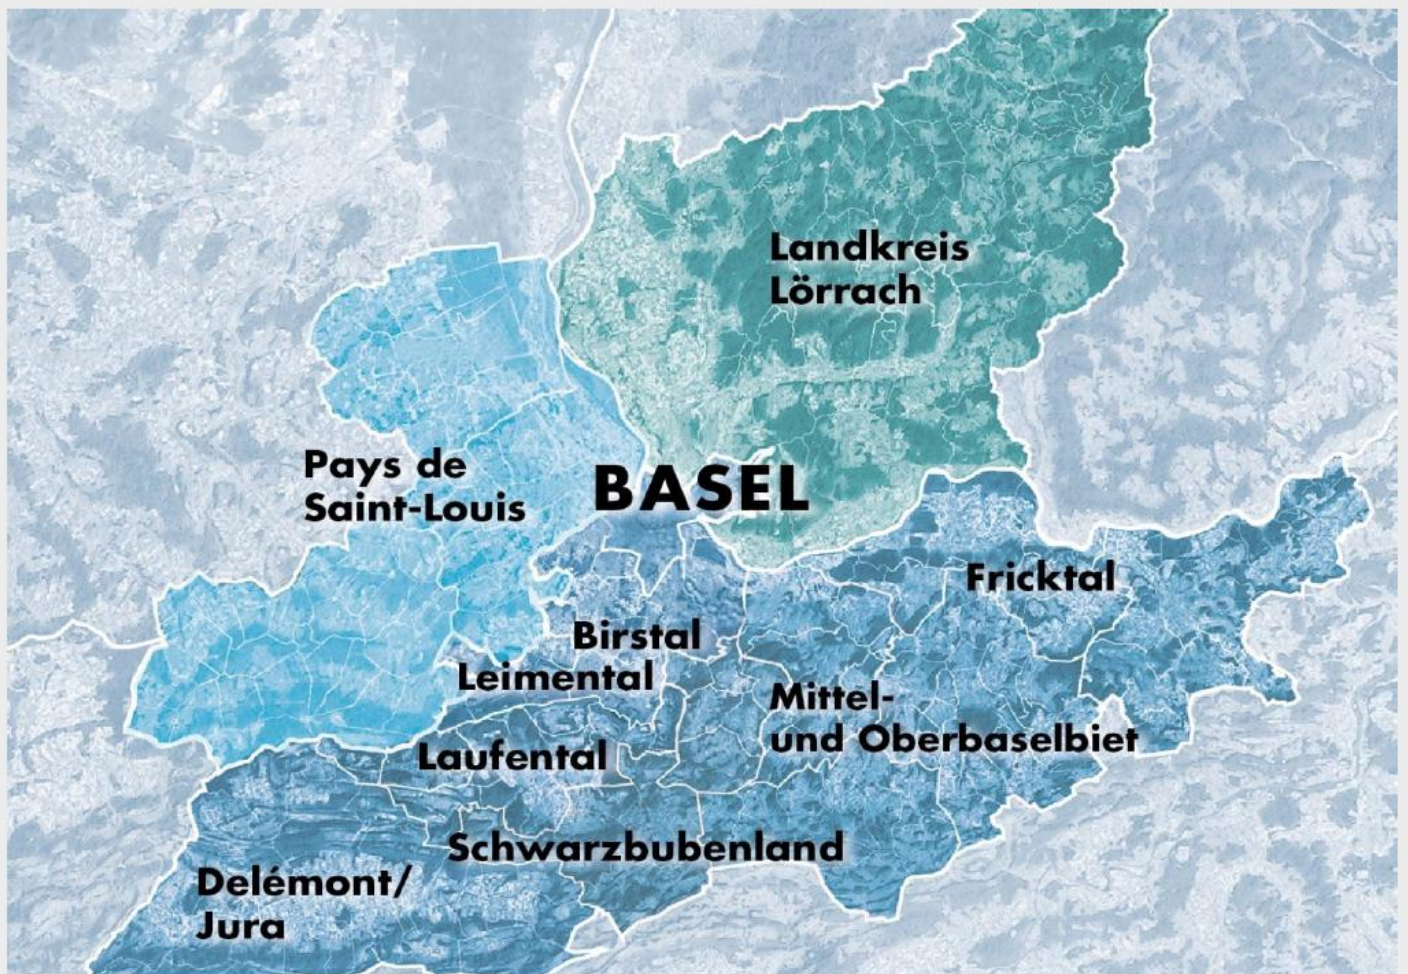 Landkreis
Lörrach
Pays de
Saint-Louis
BASEL
Fricktal
Birstal
Leimental
Mittel-
und Oberbaselbiet
Laufental
Schwarzbubenland
Delémont/
Jura